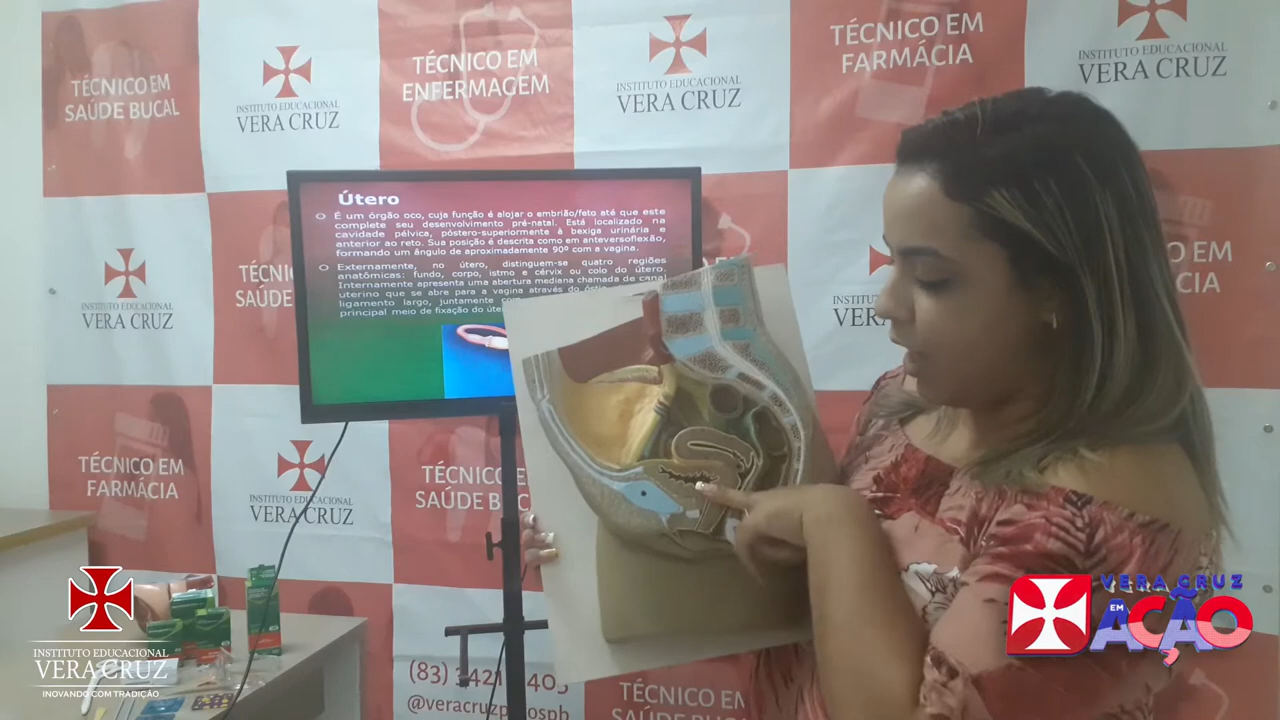 TÉCNICO EM
SAÚDE BUCAL
INSTITUTO EDUCACIONAL
VERA CRUZ
TÉCNICO EM
ENFERMAGEM
INSTITUTO EDUCACIONAL
VERA CRUZ
TÉCNICO EM
FARMÁCIA
INSTITUTO EDUCACIONAL
VERA CRUZ
Útero
É um órgão oco, cuja função é alojar o embrião/feto até que este
complete seu desenvolvimento pré-natal. Está localizado na
cavidade pélvica, póstero-superiormente à bexiga urinária e
anterior ao reto. Sua posição é descrita como em anteversoflexão,
formando um ângulo de aproximadamente 90º com a vagina.
Externamente, no útero, distinguem-se quatro regiões
anatômicas: fundo, corpo, istmo e cérvix ou colo do útero.
Internamente apresenta uma abertura mediana chamada de canal
uterino que se abre para a vagina através do
ligamento largo, juntamente com
principal meio de fixação do
INSTITUTO EDUCACIONAL
VERA CRUZ
SAÚDE
EM
TÉCNICO EM
FARMÁCIA
INSTITUTO EDUCACIONAL
VERA CRUZ
TÉCNICO
SAÚDE
(83)
TÉCNICO EM
SAÚDE
INSTITUTO EDUCACIONAL
VERA CRUZ
INOVANDO COM TRADIÇÃO
VERA CRUZ
EM
AÇÃO